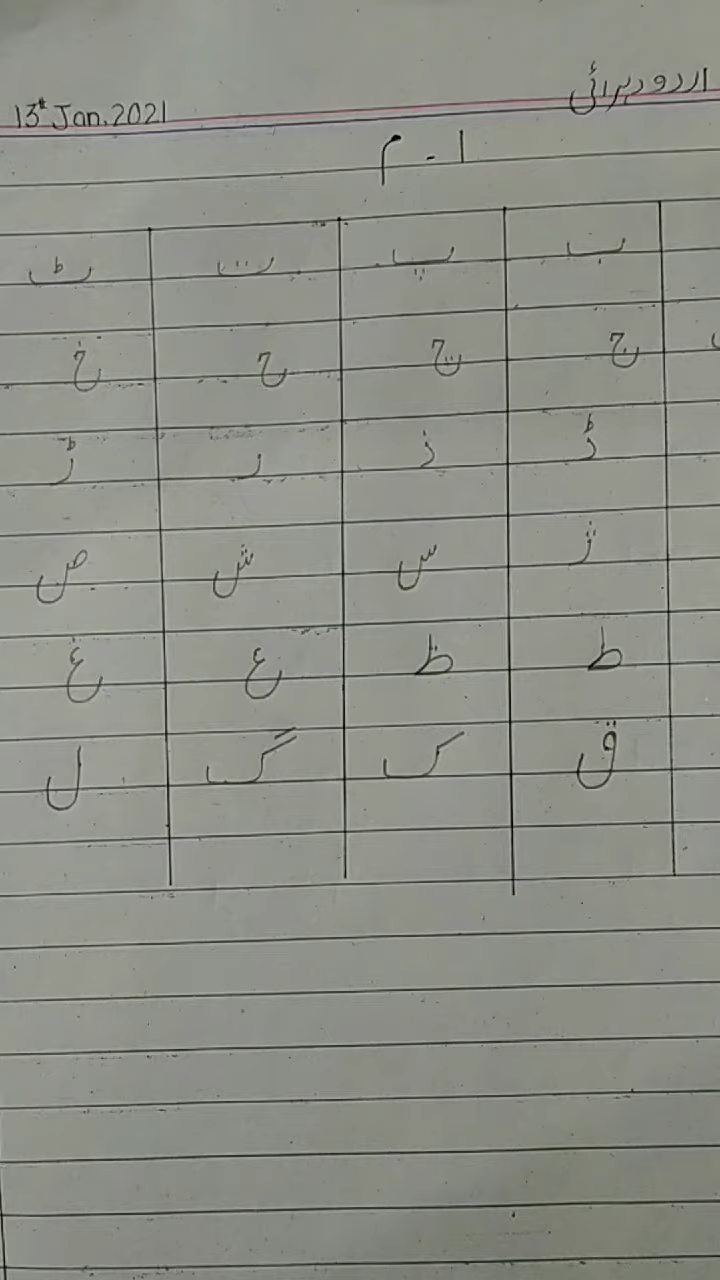 13th Jan, 2021
اردو دہرائی
ا - م
ب پ ت ٹ
ج چ ح خ
ڈ ذ ر ڑ
ژ س ش ص
ط ظ ع غ
ق ک گ ل